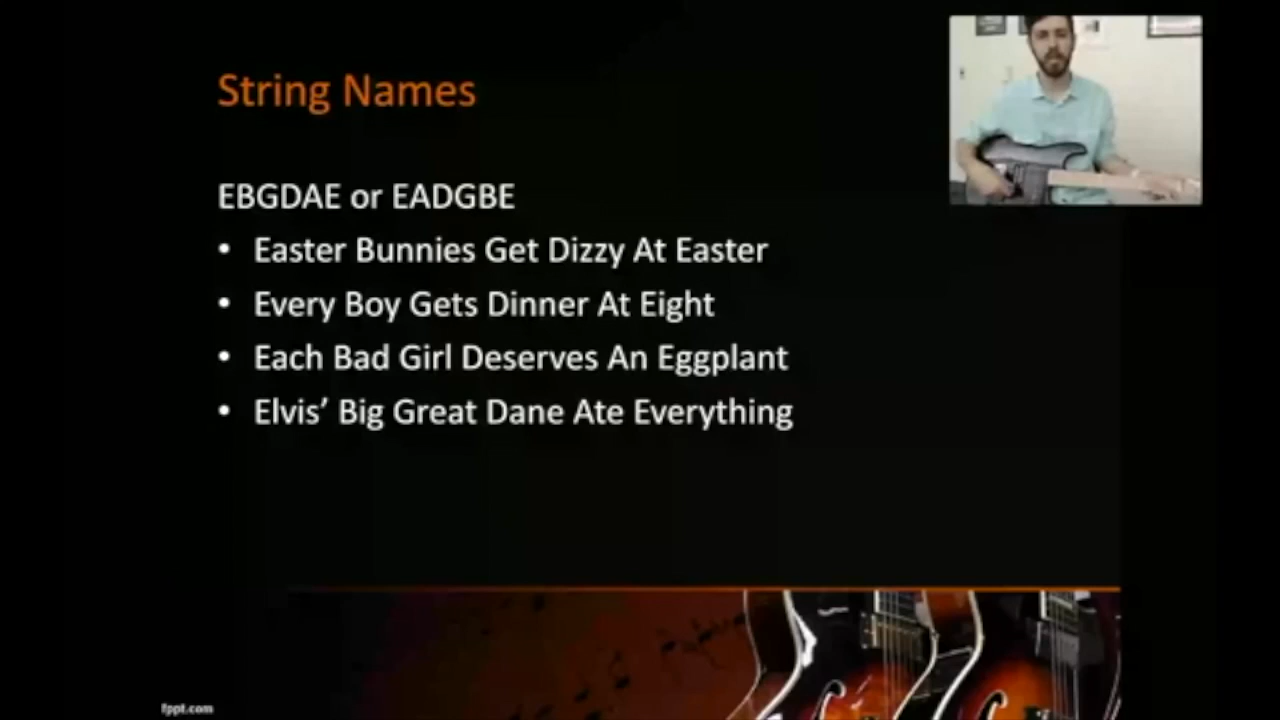 String Names
EBGDAE or EADGBE
• Easter Bunnies Get Dizzy At Easter
• Every Boy Gets Dinner At Eight
• Each Bad Girl Deserves An Eggplant
• Elvis’ Big Great Dane Ate Everything
fppt.com